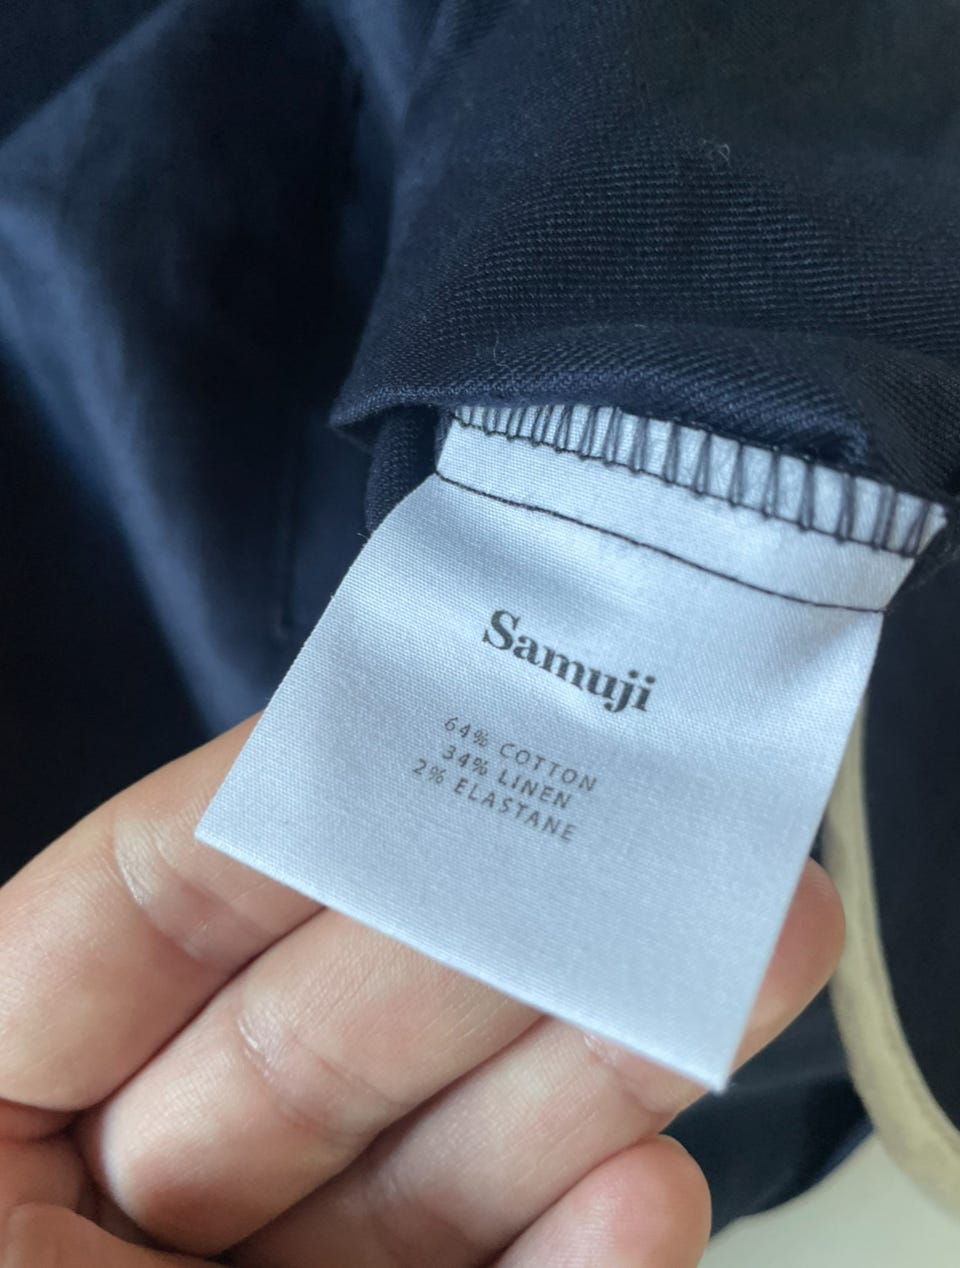 Samuji
64% COTTON
34% LINEN
2% ELASTANE